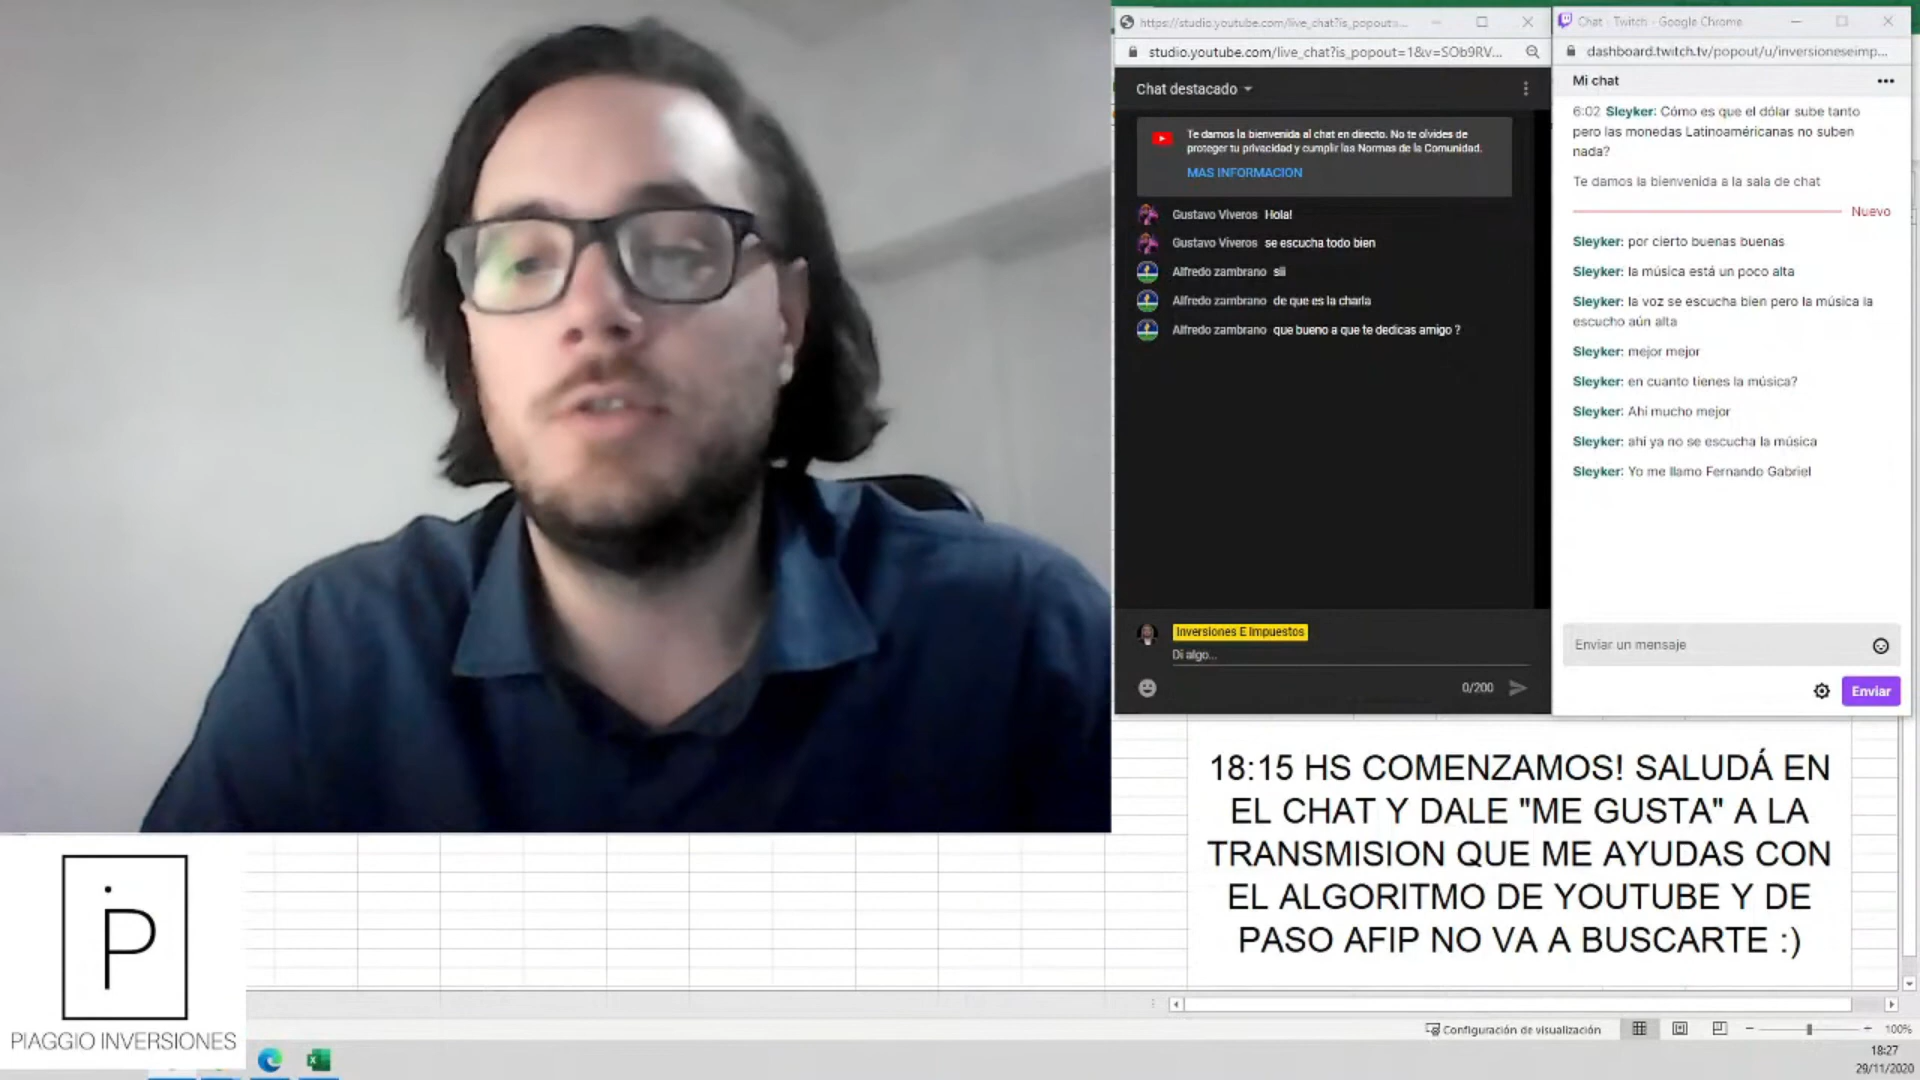 https://studio.youtube.com/live_chat?is_popout=...
studio.youtube.com/live_chat?is_popout=1&v=SOb9RV...
Chat destacado
Te damos la bienvenida al chat en directo. No te olvides de
proteger tu privacidad y cumplir las Normas de la Comunidad.
MAS INFORMACION
Gustavo Viveros Hola!
Gustavo Viveros se escucha todo bien
Alfredo zambrano sii
Alfredo zambrano de que es la charla
Alfredo zambrano que bueno a que te dedicas amigo ?
Inversiones E Impuestos
Di algo...
0/200
Chat - Twitch - Google Chrome
dashboard.twitch.tv/popout/u/inversioneseimp...
Mi chat
6:02 Sleyker: Cómo es que el dólar sube tanto
pero las monedas Latinoaméricanas no suben
nada?
Te damos la bienvenida a la sala de chat
Nuevo
Sleyker: por cierto buenas buenas
Sleyker: la música está un poco alta
Sleyker: la voz se escucha bien pero la música la
escucho aún alta
Sleyker: mejor mejor
Sleyker: en cuanto tienes la música?
Sleyker: Ahi mucho mejor
Sleyker: ahi ya no se escucha la música
Sleyker: Yo me llamo Fernando Gabriel
Enviar un mensaje
Enviar
18:15 HS COMENZAMOS! SALUDÁ EN
EL CHAT Y DALE "ME GUSTA" A LA
TRANSMISION QUE ME AYUDAS CON
EL ALGORITMO DE YOUTUBE Y DE
PASO AFIP NO VA A BUSCARTE :)
iP
PIAGGIO INVERSIONES
Configuración de visualización
100%
18:27
29/11/2020